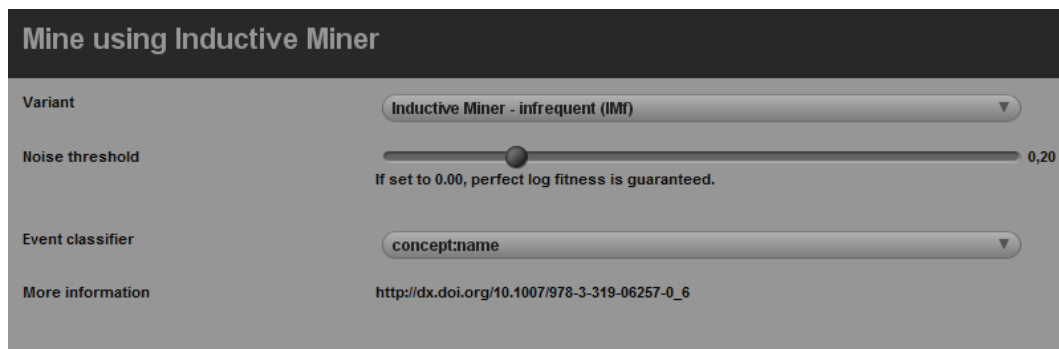 Mine using Inductive Miner
Variant
Inductive Miner - infrequent (IMf)
Noise threshold
0,20
If set to 0.00, perfect log fitness is guaranteed.
Event classifier
concept:name
More information
http://dx.doi.org/10.1007/978-3-319-06257-0_6